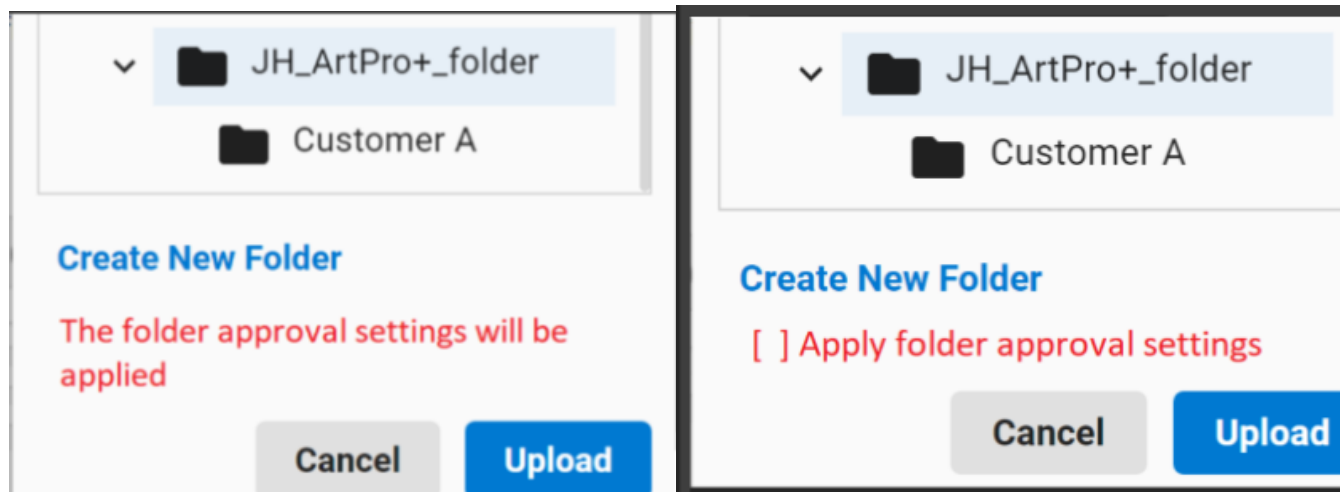 JH_ArtPro+_folder
Customer A
Create New Folder
The folder approval settings will be
applied
Cancel
Upload
JH_ArtPro+_folder
Customer A
Create New Folder
[ ] Apply folder approval settings
Cancel
Upload